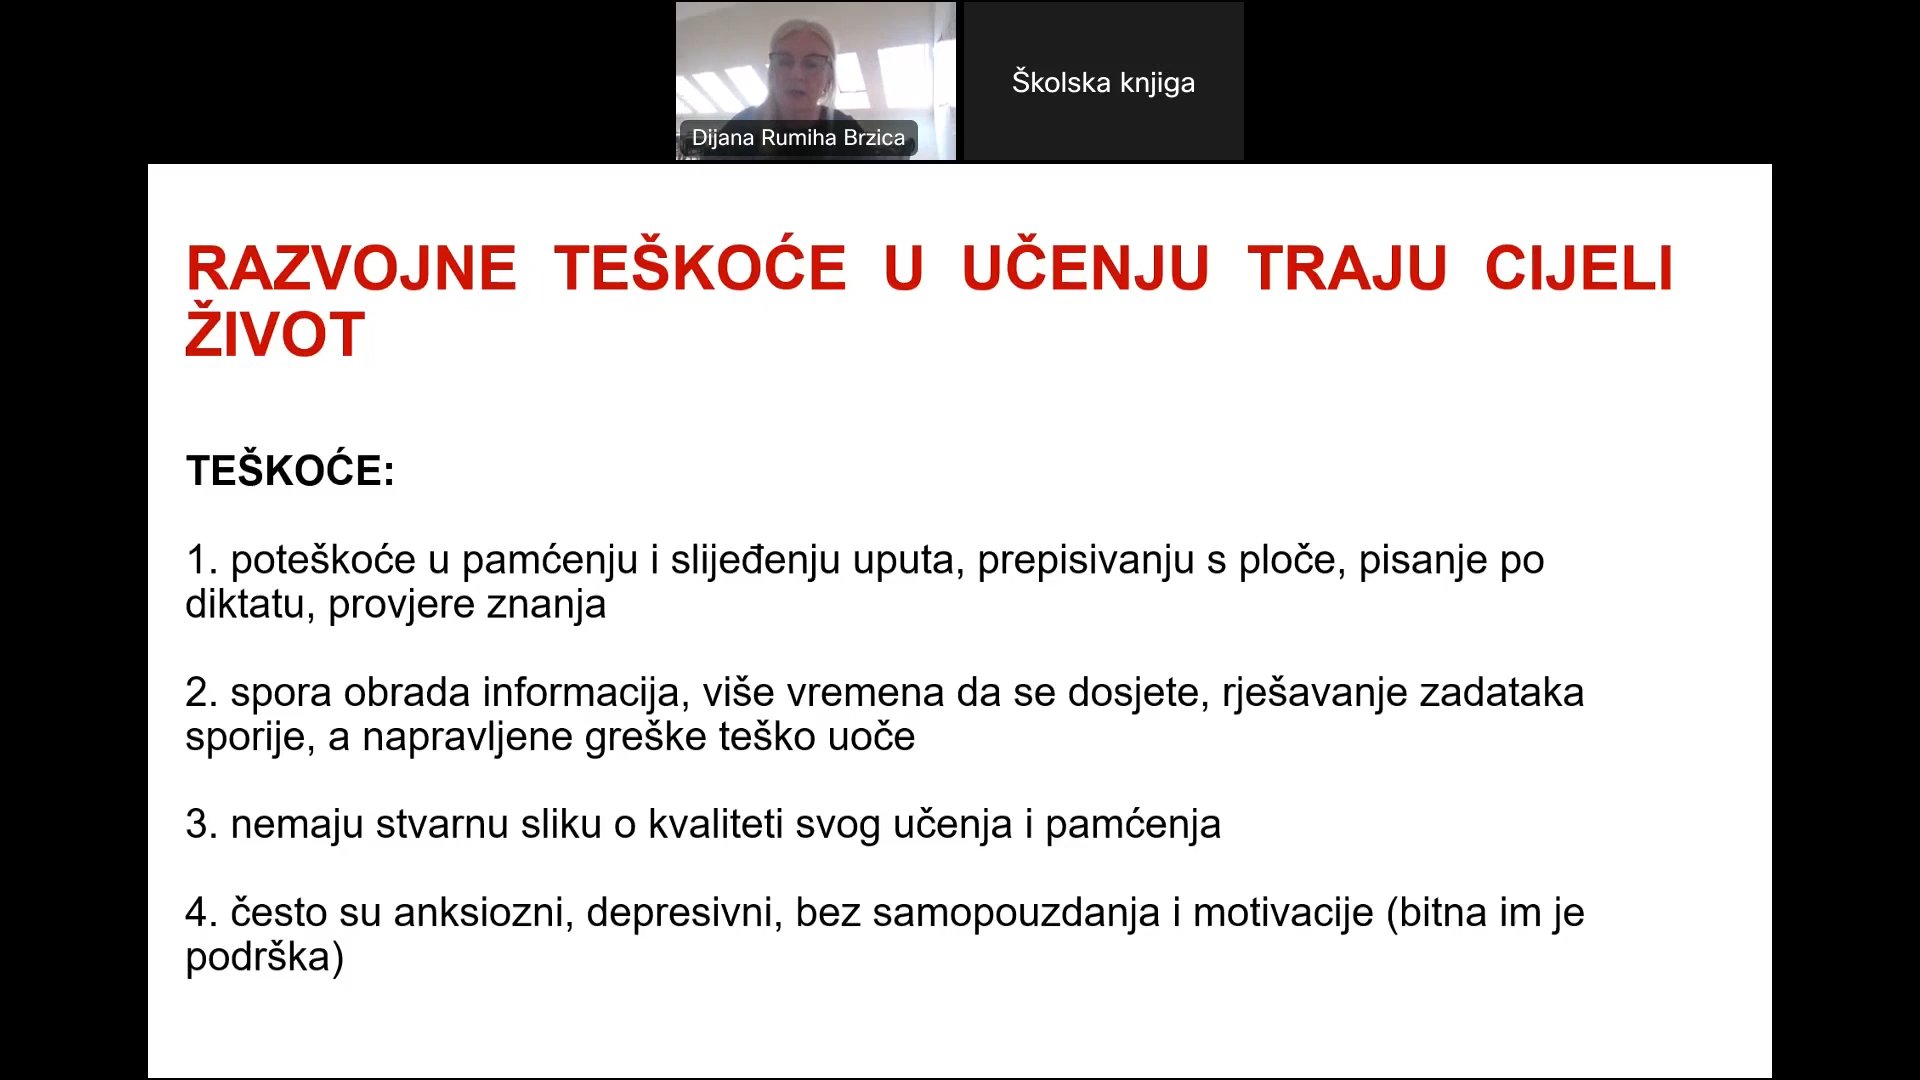 Dijana Rumiha Brzica
Školska knjiga
RAZVOJNE TEŠKOĆE U UČENJU TRAJU CIJELI
ŽIVOT
TEŠKOĆE:
1. poteškoće u pamćenju i slijeđenju uputa, prepisivanju s ploče, pisanje po
diktatu, provjere znanja
2. spora obrada informacija, više vremena da se dosjete, rješavanje zadataka
sporije, a napravljene greške teško uoče
3. nemaju stvarnu sliku o kvaliteti svog učenja i pamćenja
4. često su anksiozni, depresivni, bez samopouzdanja i motivacije (bitna im je
podrška)